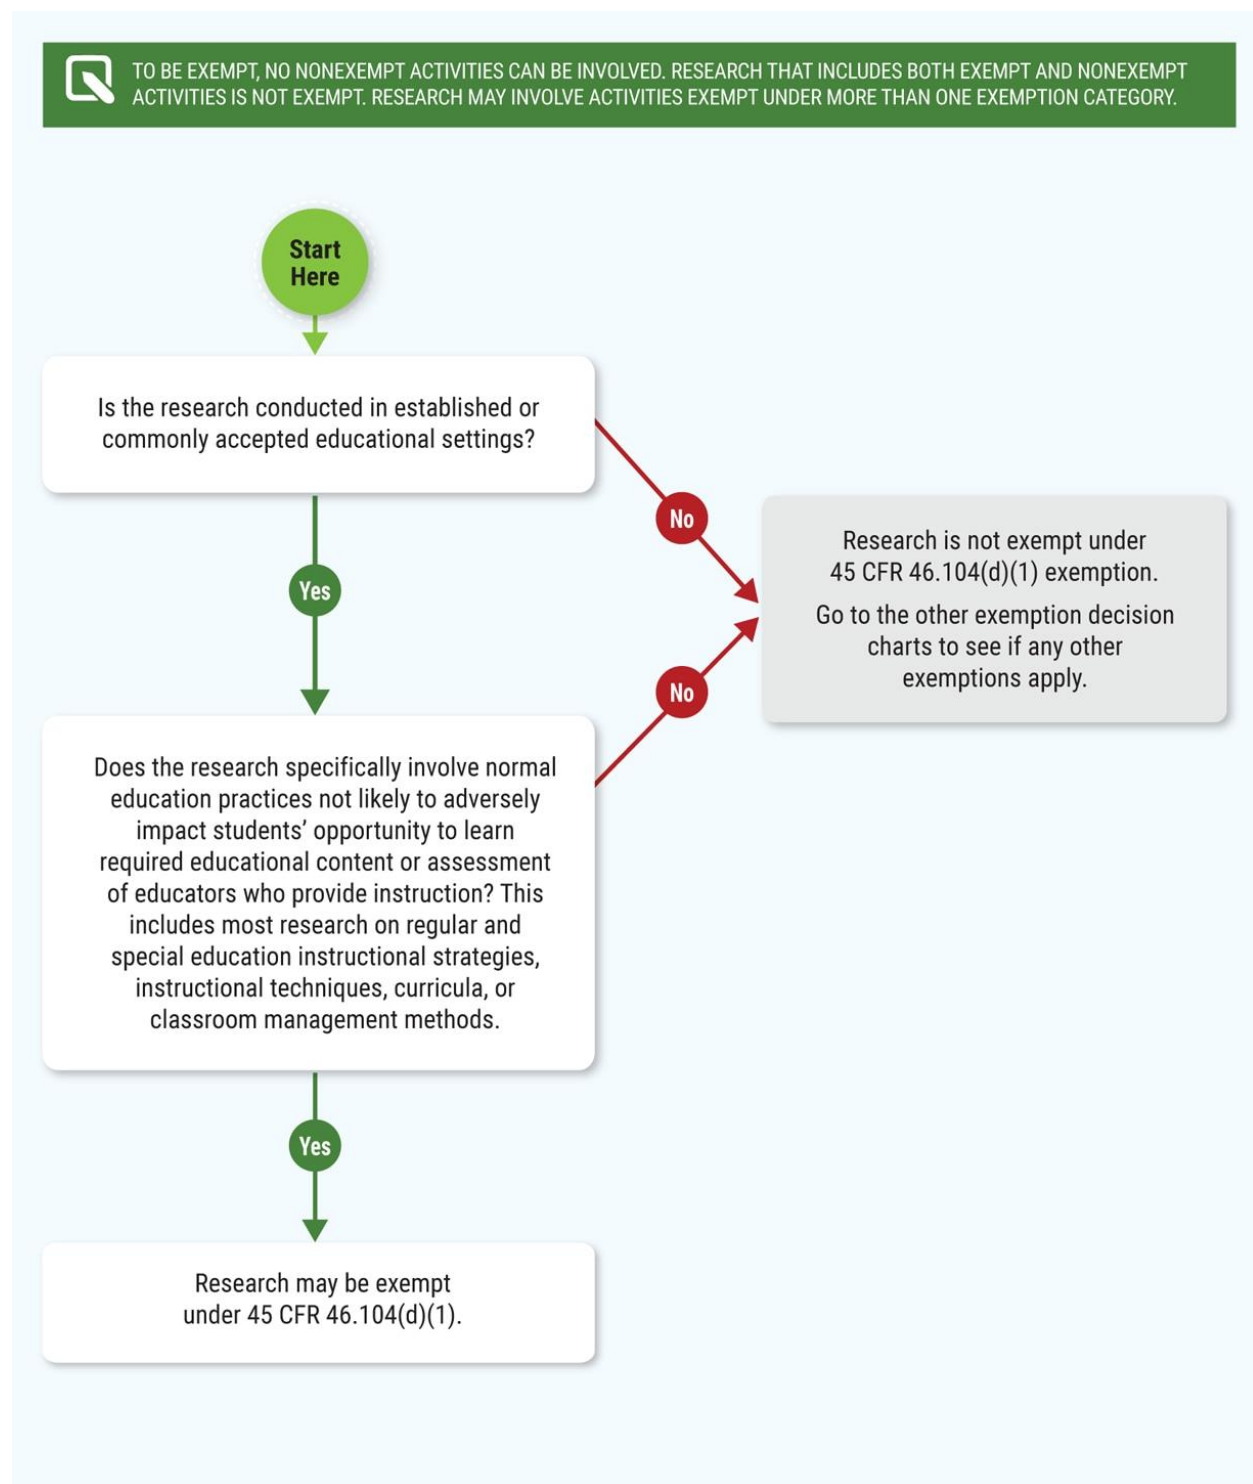 TO BE EXEMPT, NO NONEXEMPT ACTIVITIES CAN BE INVOLVED. RESEARCH THAT INCLUDES BOTH EXEMPT AND NONEXEMPT
ACTIVITIES IS NOT EXEMPT. RESEARCH MAY INVOLVE ACTIVITIES EXEMPT UNDER MORE THAN ONE EXEMPTION CATEGORY.
Start
Here
Is the research conducted in established or
commonly accepted educational settings?
No
Research is not exempt under
45 CFR 46.104(d)(1) exemption.
Go to the other exemption decision
charts to see if any other
exemptions apply.
Yes
No
Does the research specifically involve normal
education practices not likely to adversely
impact students’ opportunity to learn
required educational content or assessment
of educators who provide instruction? This
includes most research on regular and
special education instructional strategies,
instructional techniques, curricula, or
classroom management methods.
Yes
Research may be exempt
under 45 CFR 46.104(d)(1).